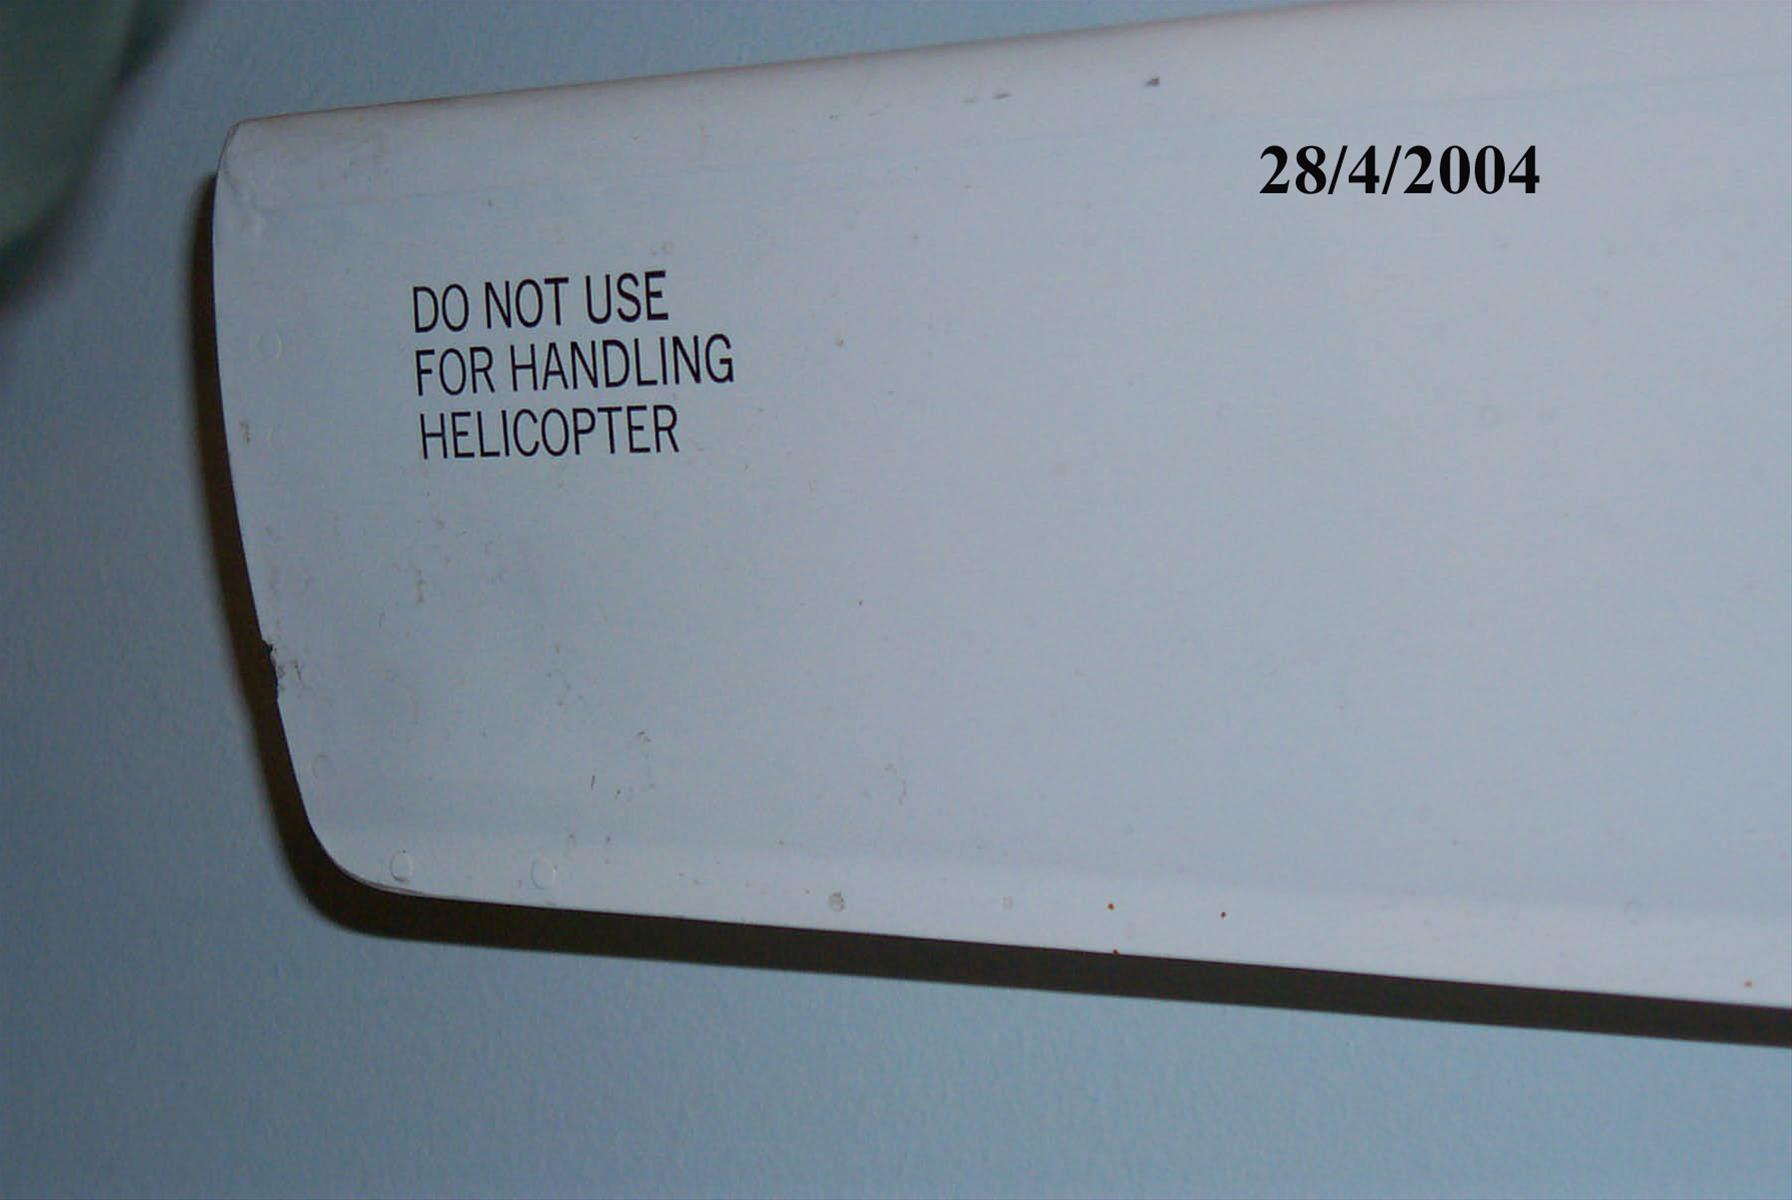 28/4/2004
DO NOT USE
FOR HANDLING
HELICOPTER